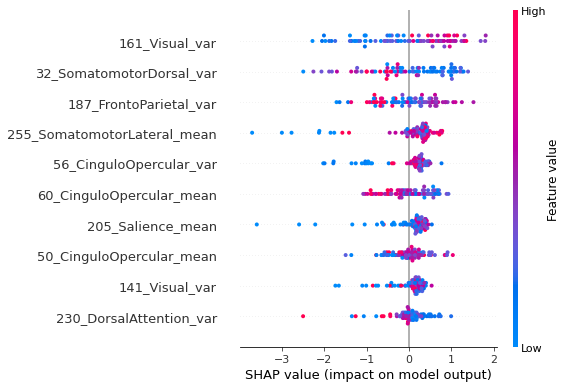 High
161_Visual_var
32_SomatomotorDorsal_var
187_FrontoParietal_var
255_SomatomotorLateral_mean
56_CinguloOpercular_var
60_CinguloOpercular_mean
205_Salience_mean
50_CinguloOpercular_mean
141_Visual_var
230_DorsalAttention_var
Feature value
Low
−3 −2 −1 0 1 2
SHAP value (impact on model output)